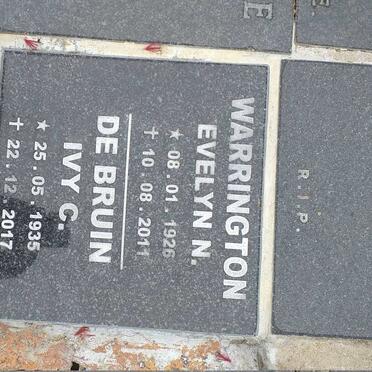 WARRINGTON
EVELYN N.
★ 08.01.1926
✝ 10.08.2011
DE BRUIN
IVY C.
★ 25.05.1935
✝ 22.12.2017
R.I.P.